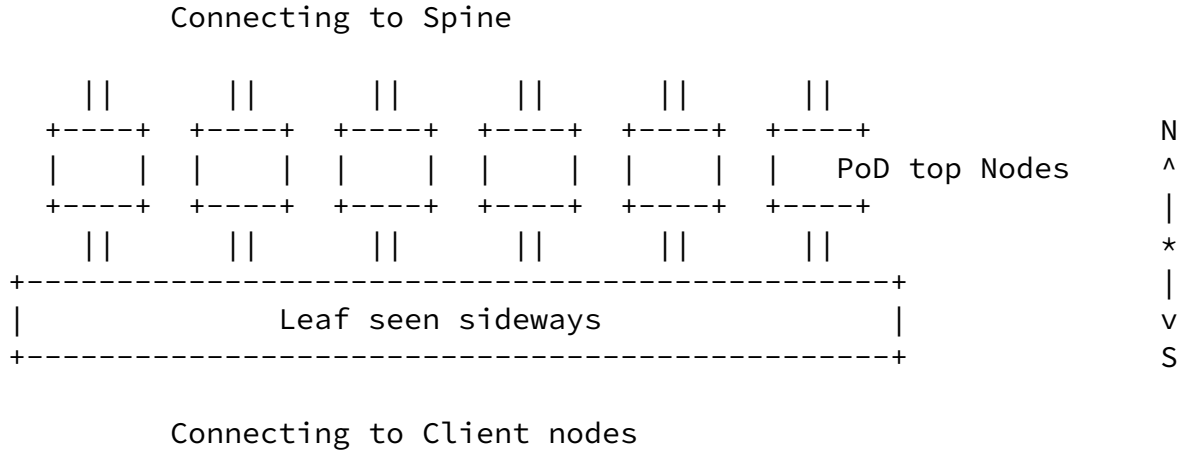 Connecting to Spine
N
PoD top Nodes ^
*
Leaf seen sideways v
S
Connecting to Client nodes